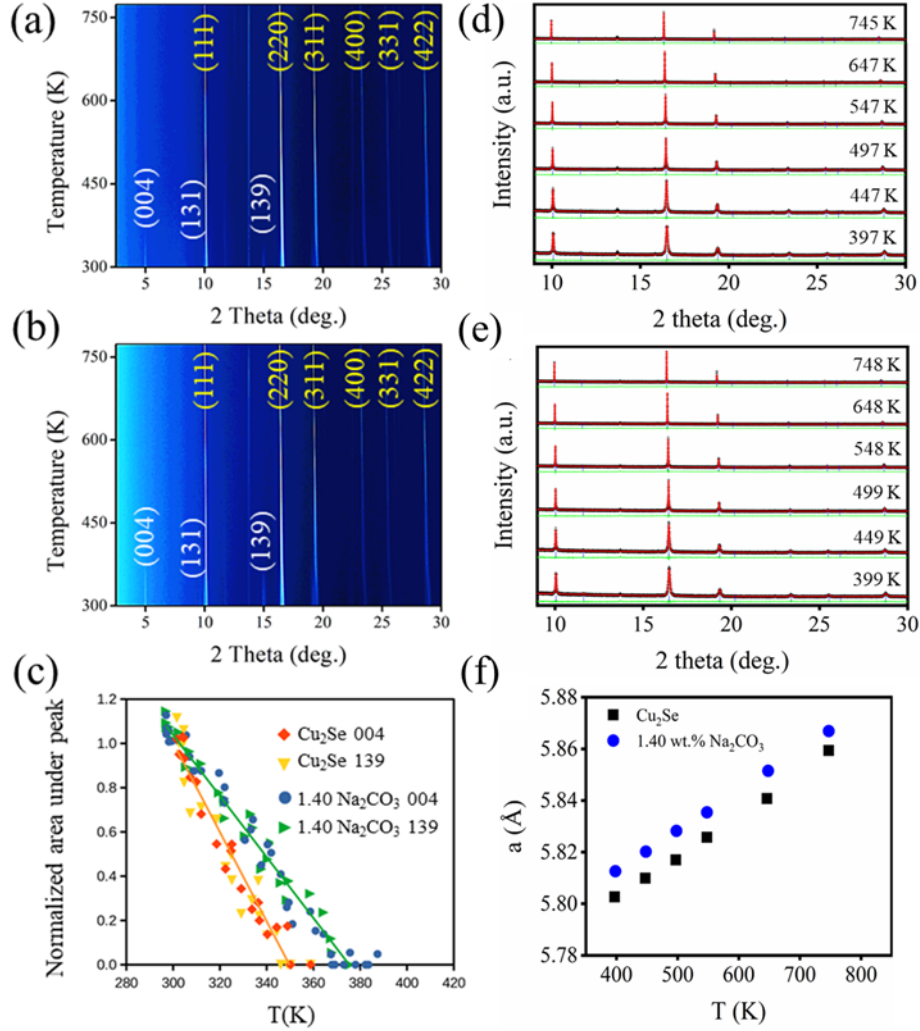 (a)
Temperature (K)
750
600
450
300
(111)
(220)
(311)
(400)
(331)
(422)
(004)
(131)
(139)
5
10
15
20
25
30
2 Theta (deg.)
(d)
Intensity (a.u.)
745 K
647 K
547 K
497 K
447 K
397 K
10
15
20
25
30
2 theta (deg.)
(b)
Temperature (K)
750
600
450
300
(111)
(220)
(311)
(400)
(331)
(422)
(004)
(131)
(139)
5
10
15
20
25
30
2 Theta (deg.)
(e)
Intensity (a.u.)
748 K
648 K
548 K
499 K
449 K
399 K
10
15
20
25
30
2 theta (deg.)
(c)
Normalized area under peak
1.2
1.0
0.8
0.6
0.4
0.2
0.0
Cu₂Se 004
Cu₂Se 139
1.40 Na₂CO₃ 004
1.40 Na₂CO₃ 139
280
300
320
340
360
380
400
420
T(K)
(f)
a (Å)
5.88
5.86
5.84
5.82
5.80
5.78
Cu₂Se
1.40 wt.% Na₂CO₃
400
500
600
700
800
T (K)